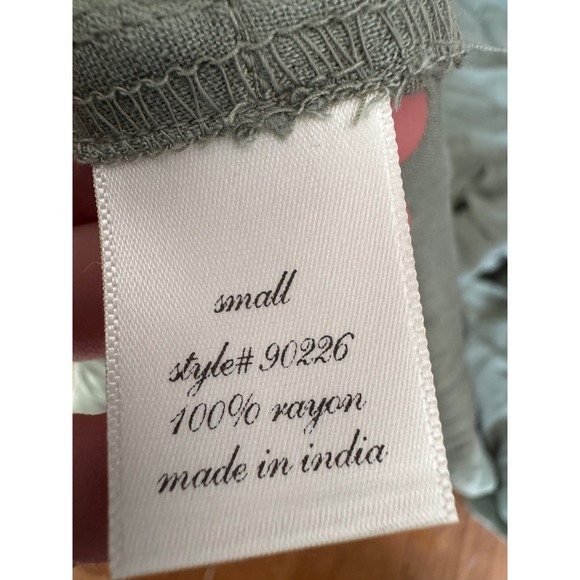 small
style# 90226
100% rayon
made in india